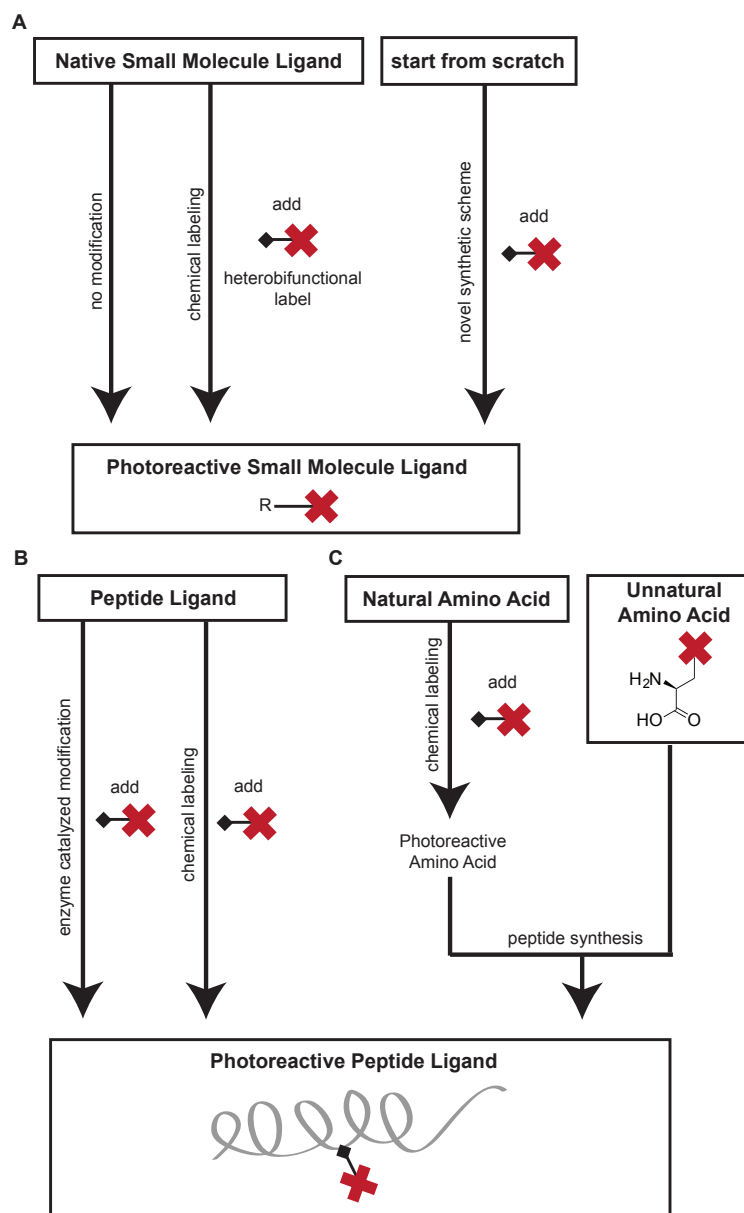 A
Native Small Molecule Ligand
start from scratch
no modification
chemical labeling
add
heterobifunctional
label
novel synthetic scheme
add
Photoreactive Small Molecule Ligand
R
B
Peptide Ligand
enzyme catalyzed modification
add
chemical labeling
add
C
Natural Amino Acid
Unnatural
Amino Acid
H₂N
HO
O
chemical labeling
add
Photoreactive
Amino Acid
peptide synthesis
Photoreactive Peptide Ligand